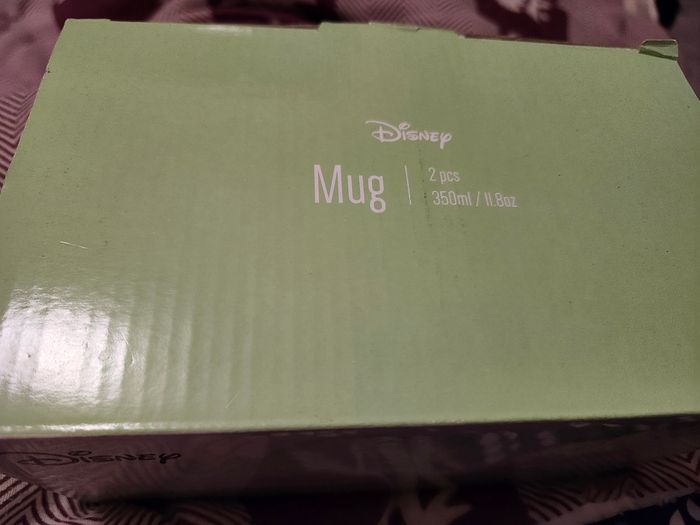 Disney
Mug
2 pcs
350ml / 11.8oz
Disney